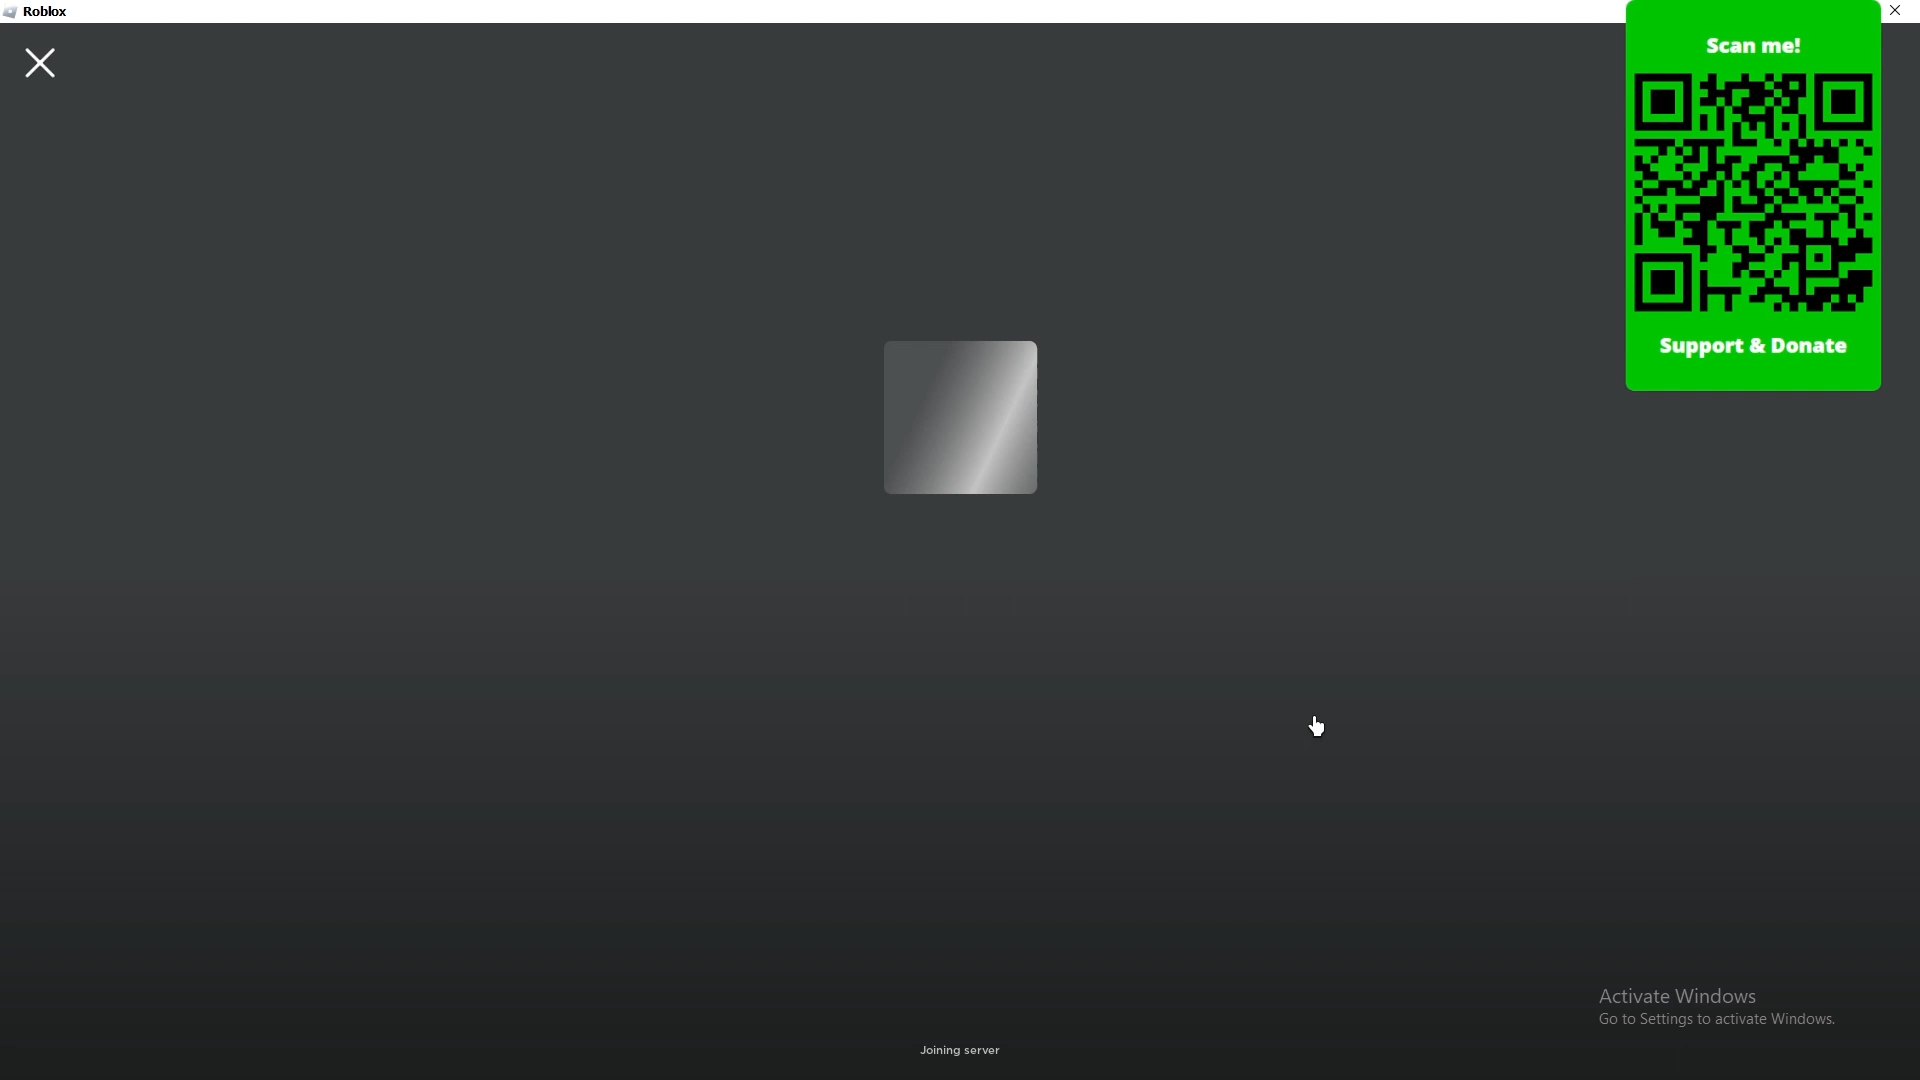 Roblox
Scan me!
Support & Donate
Activate Windows
Go to Settings to activate Windows.
Joining server